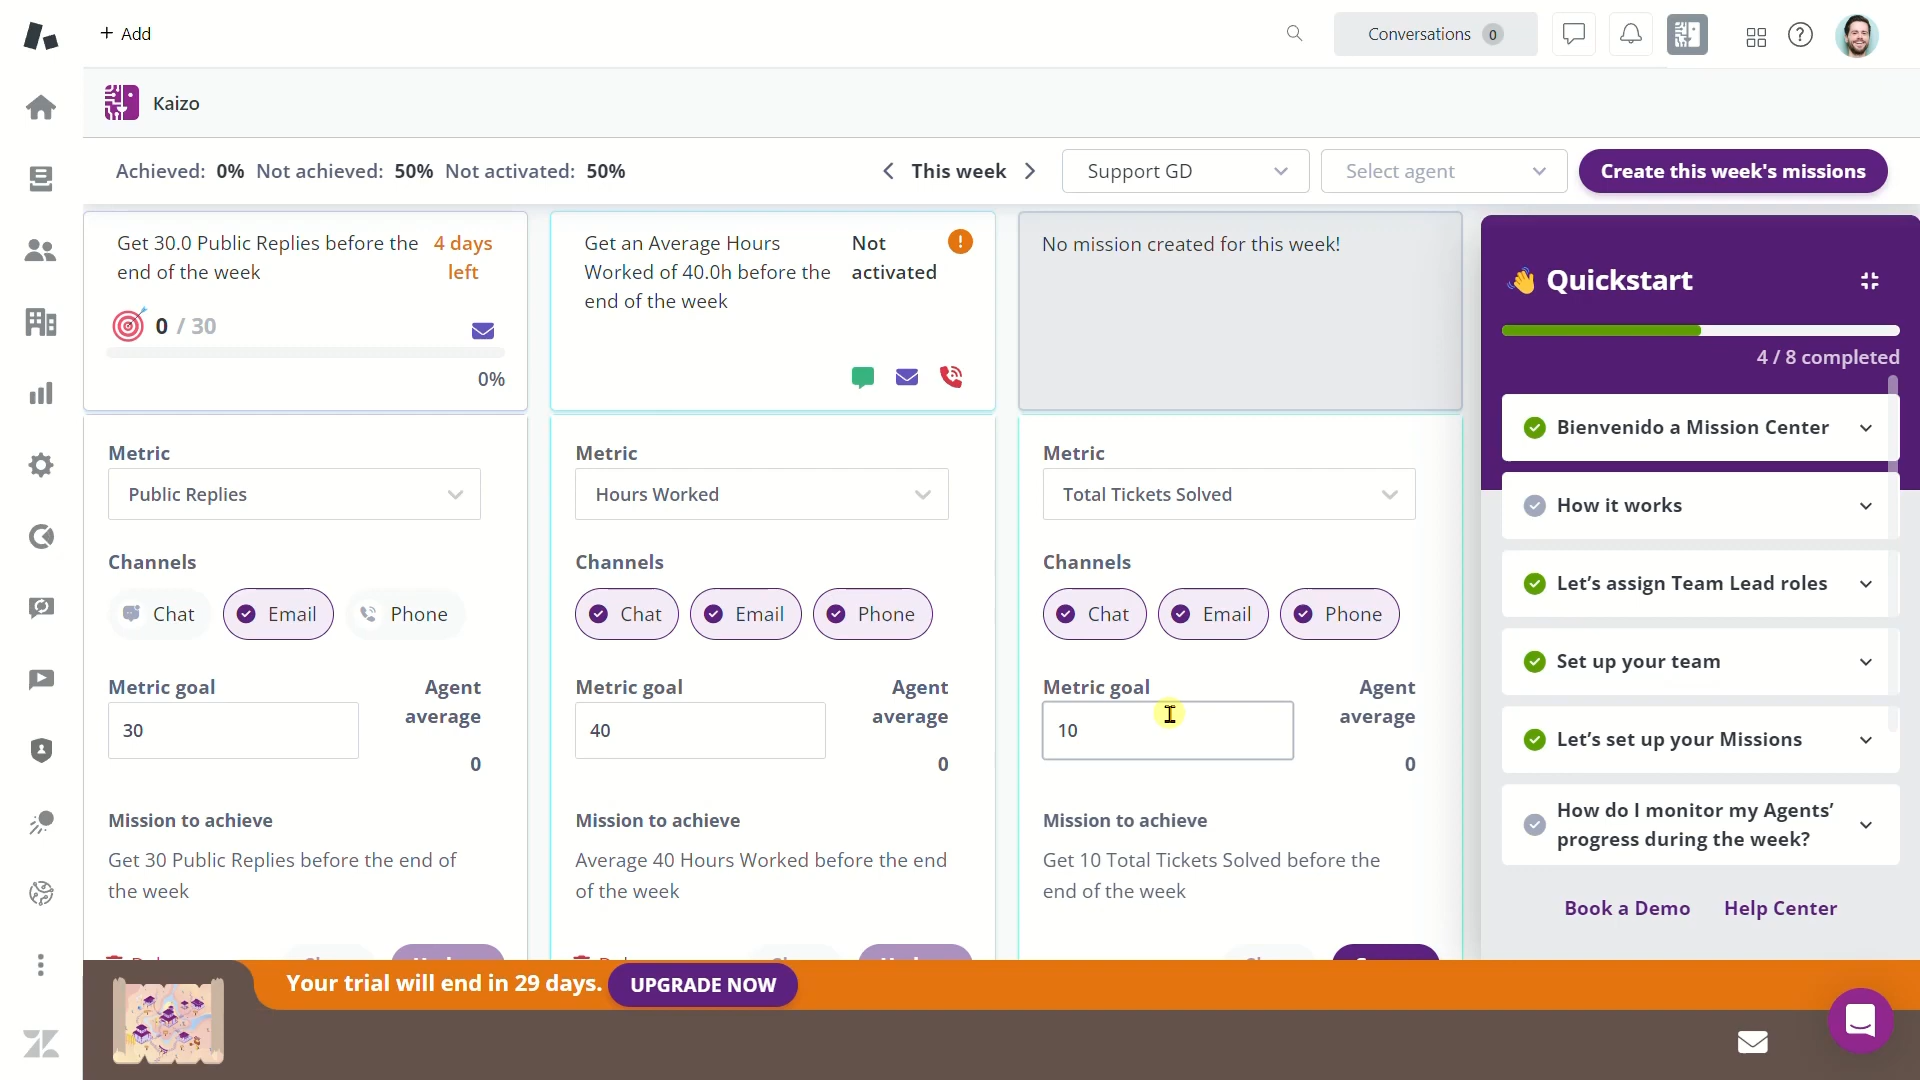 Add
Conversations 0
Kaizo
Achieved: 0% Not achieved: 50% Not activated: 50%
This week
Support GD
Select agent
Create this week's missions
Get 30.0 Public Replies before the
end of the week
4 days
left
0 / 30
0%
Get an Average Hours
Worked of 40.0h before the
end of the week
Not
activated
No mission created for this week!
Metric
Public Replies
Channels
Chat
Email
Phone
Metric goal
30
Agent
average
0
Mission to achieve
Get 30 Public Replies before the end of
the week
Metric
Hours Worked
Channels
Chat
Email
Phone
Metric goal
40
Agent
average
0
Mission to achieve
Average 40 Hours Worked before the end
of the week
Metric
Total Tickets Solved
Channels
Chat
Email
Phone
Metric goal
10
Agent
average
0
Mission to achieve
Get 10 Total Tickets Solved before the
end of the week
Quickstart
4 / 8 completed
Bienvenido a Mission Center
How it works
Let's assign Team Lead roles
Set up your team
Let's set up your Missions
How do I monitor my Agents'
progress during the week?
Book a Demo
Help Center
Your trial will end in 29 days.
UPGRADE NOW